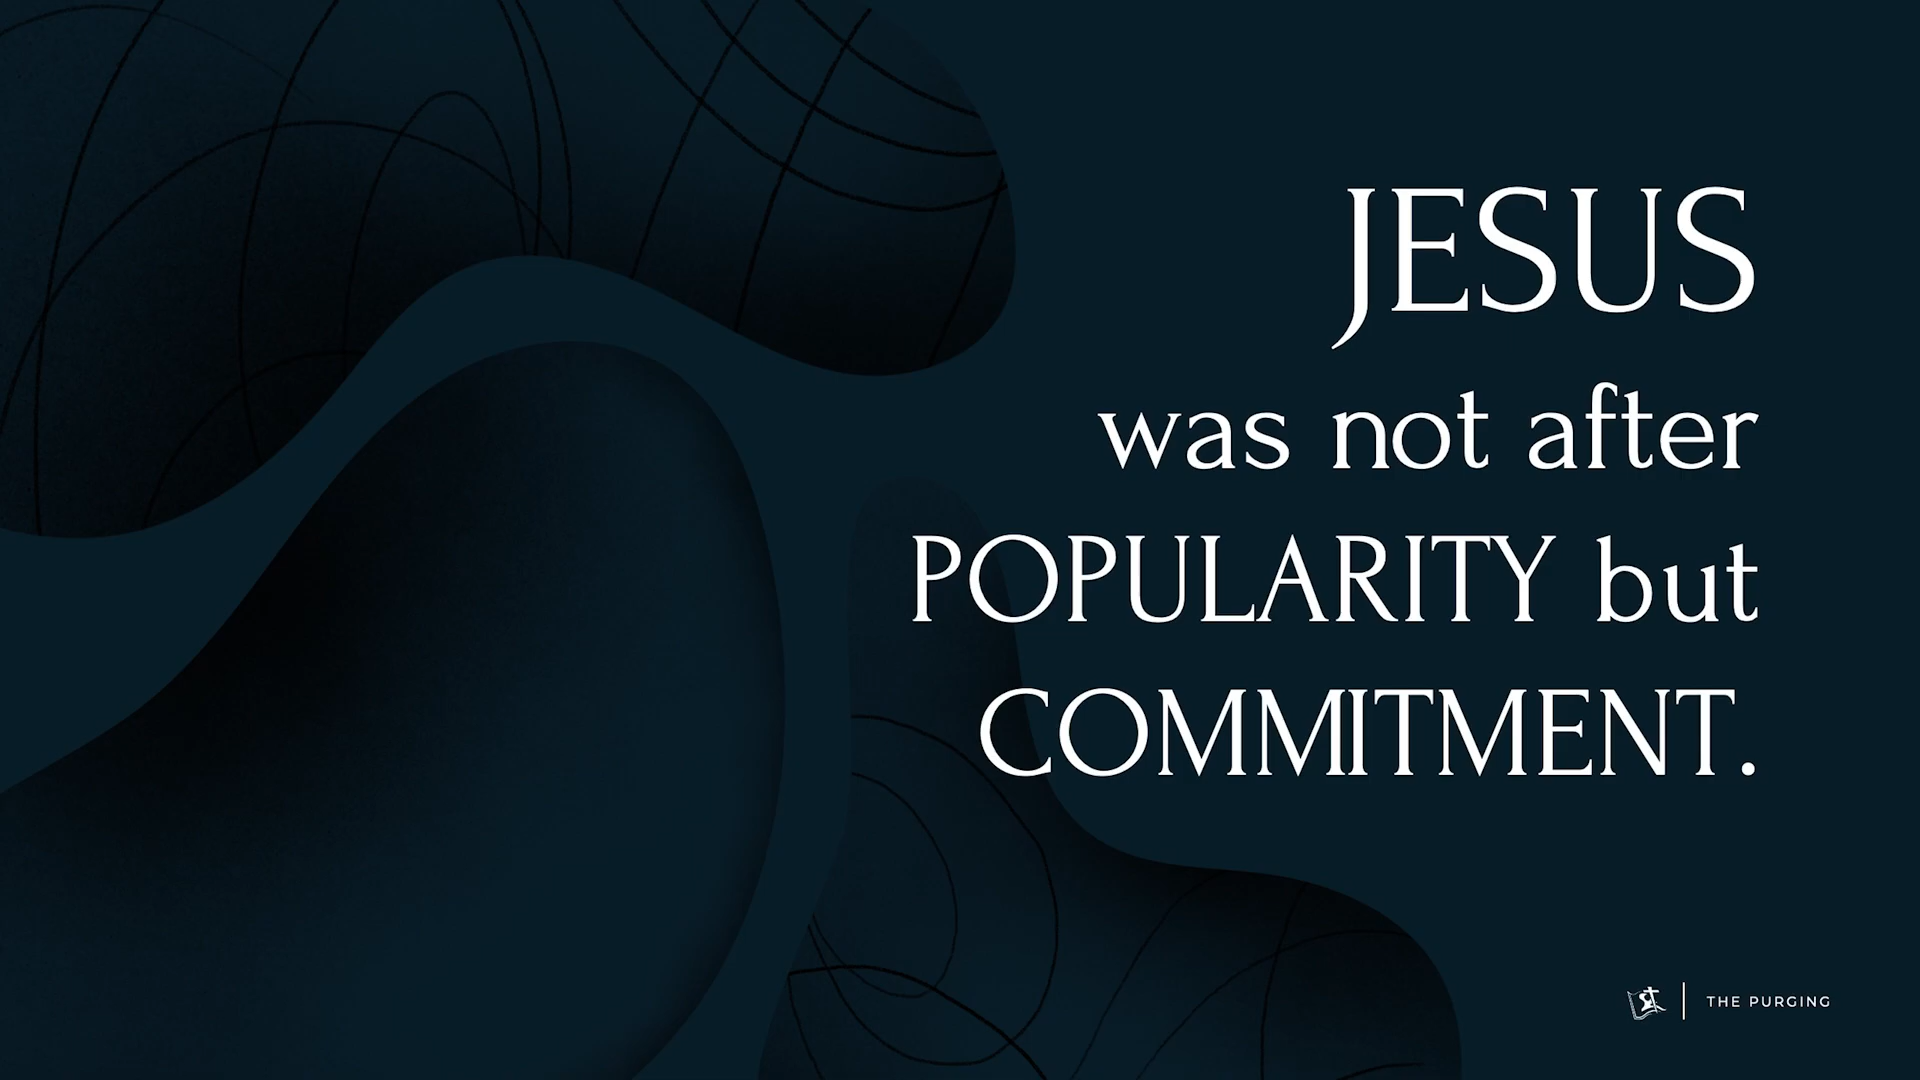 JESUS
was not after
POPULARITY but
COMMITMENT.
THE PURGING